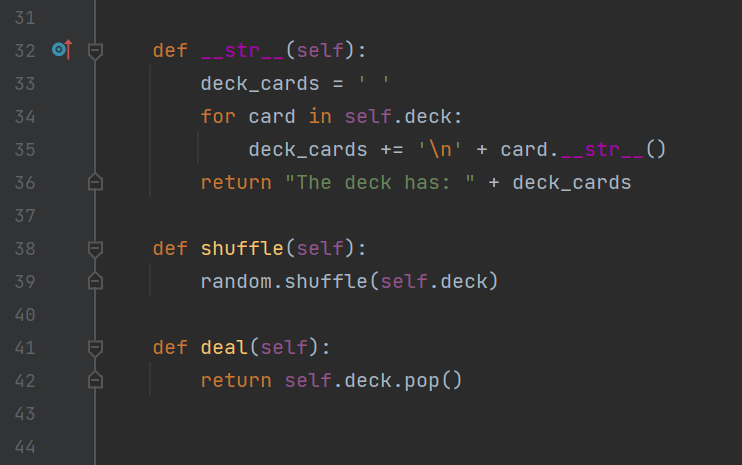 31
32 def __str__(self):
33 deck_cards = ' '
34 for card in self.deck:
35 deck_cards += '\n' + card.__str__()
36 return "The deck has: " + deck_cards
37
38 def shuffle(self):
39 random.shuffle(self.deck)
40
41 def deal(self):
42 return self.deck.pop()
43
44